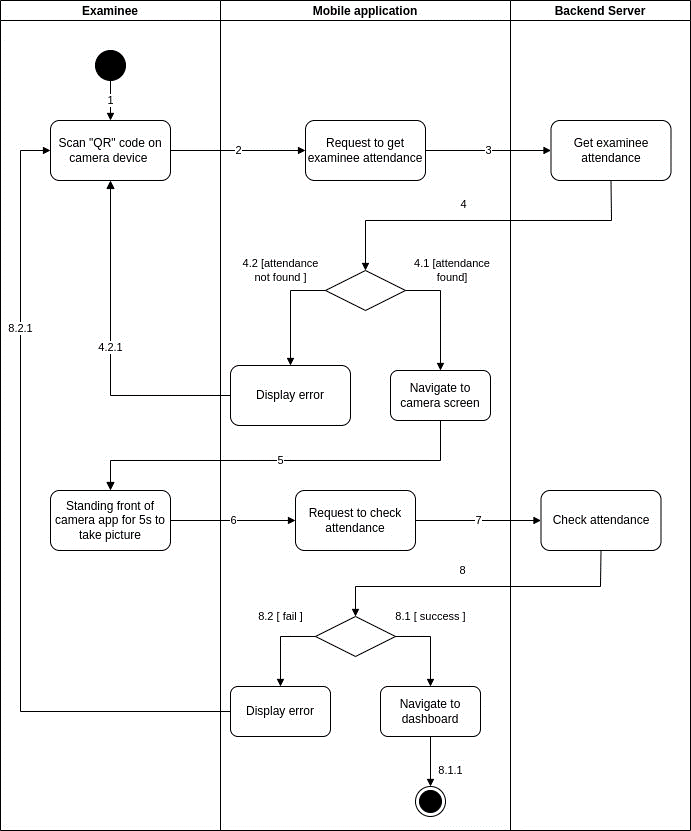 Examinee
Mobile application
Backend Server
1
Scan "QR" code on
camera device
2
Request to get
examinee attendance
3
Get examinee
attendance
4
4.2 [attendance
not found ]
4.1 [attendance
found]
8.2.1
4.2.1
Display error
Navigate to
camera screen
5
Standing front of
camera app for 5s to
take picture
6
Request to check
attendance
7
Check attendance
8
8.2 [ fail ]
8.1 [ success ]
Display error
Navigate to
dashboard
8.1.1